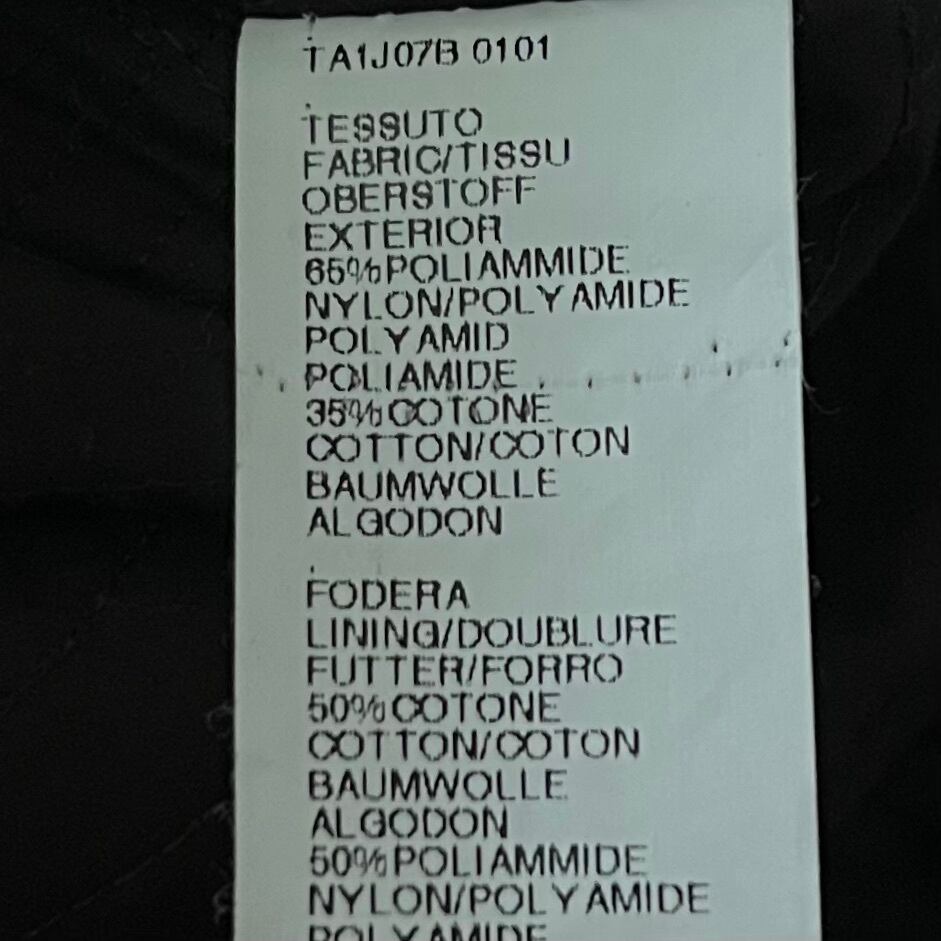 TA1J07B 0101
TESSUTO
FABRIC/TISSU
OBERSTOFF
EXTERIOR
65%POLIAMMIDE
NYLON/POLYAMIDE
POLYAMID
POLIAMIDE
35%COTONE
COTTON/COTON
BAUMWOLLE
ALGODON
FODERA
LINING/DOUBLURE
FUTTER/FORRO
50%COTONE
COTTON/COTON
BAUMWOLLE
ALGODON
50%POLIAMMIDE
NYLON/POLYAMIDE
POLYAMIDE